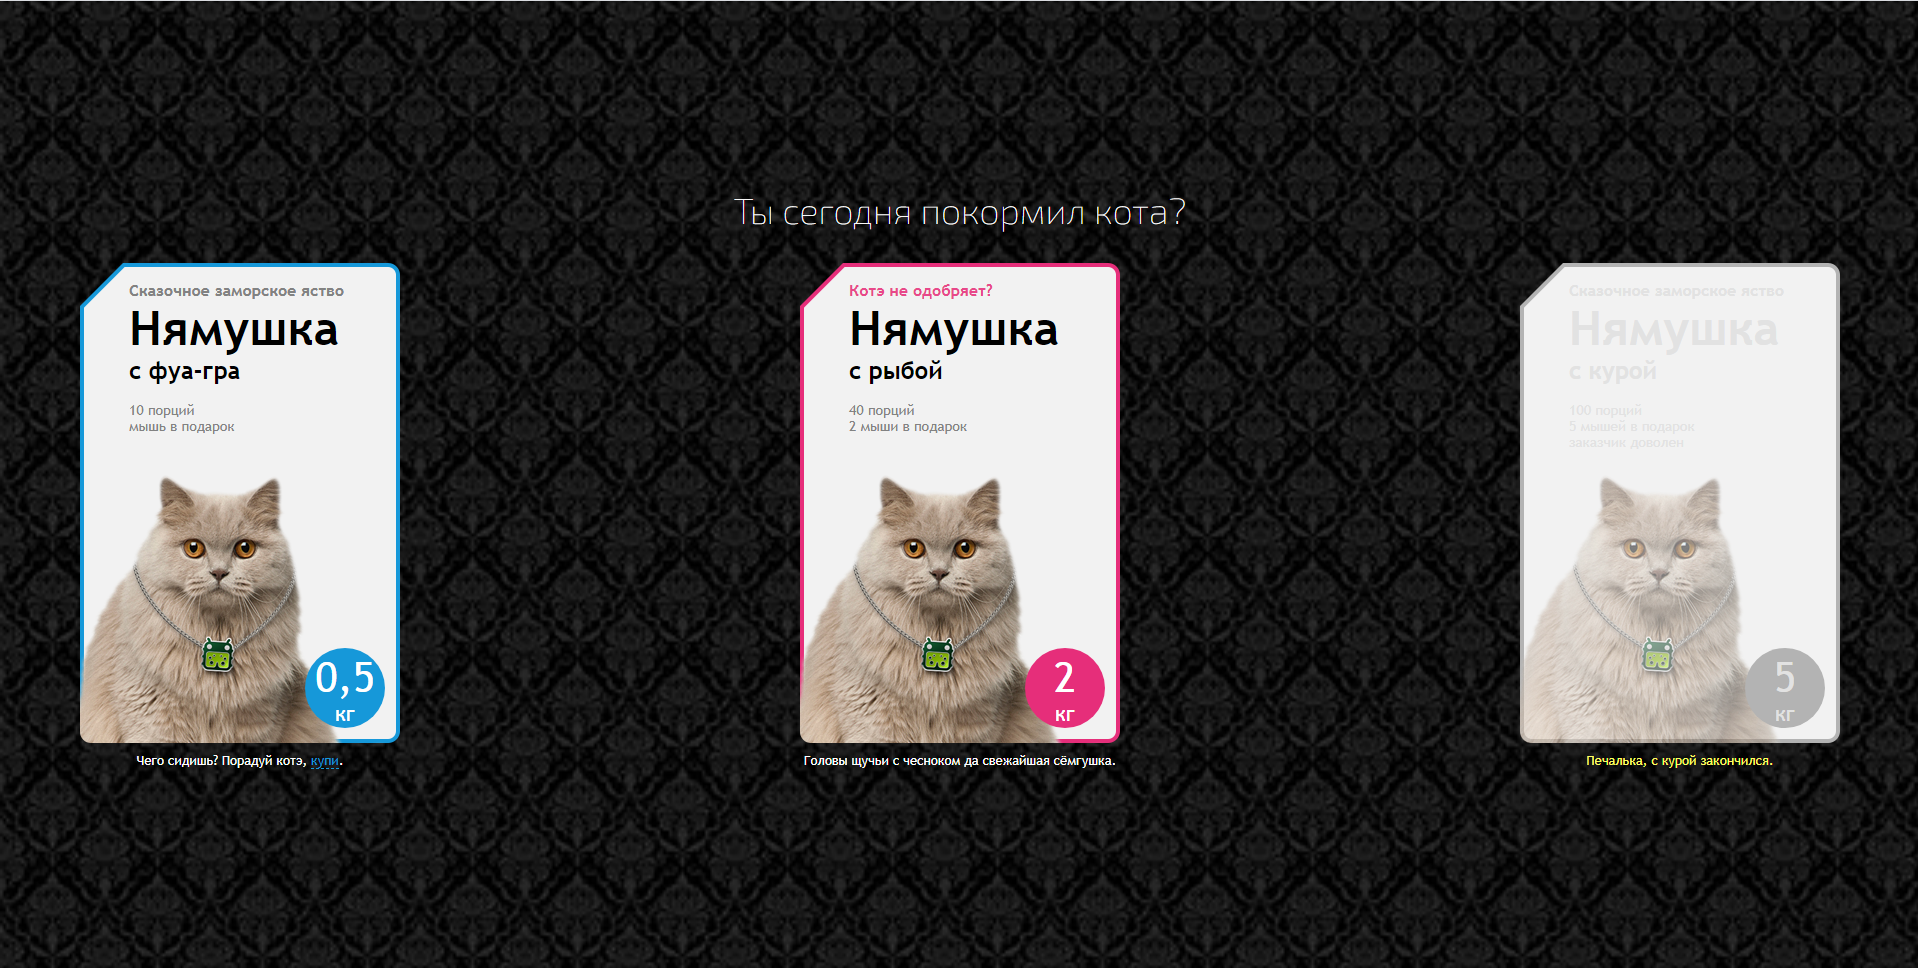 Ты сегодня покормил кота?
Сказочное заморское яство
Нямушка
с фуа-гра
10 порций
мышь в подарок
0,5
кг
Чего сидишь? Порадуй котэ, купи.
Котэ не одобряет?
Нямушка
с рыбой
40 порций
2 мыши в подарок
2
кг
Головы щучьи с чесноком да свежайшая сёмгушка.
Сказочное заморское яство
Нямушка
с курой
100 порций
5 мышей в подарок
заказчик доволен
5
кг
Печалька, с курой закончился.